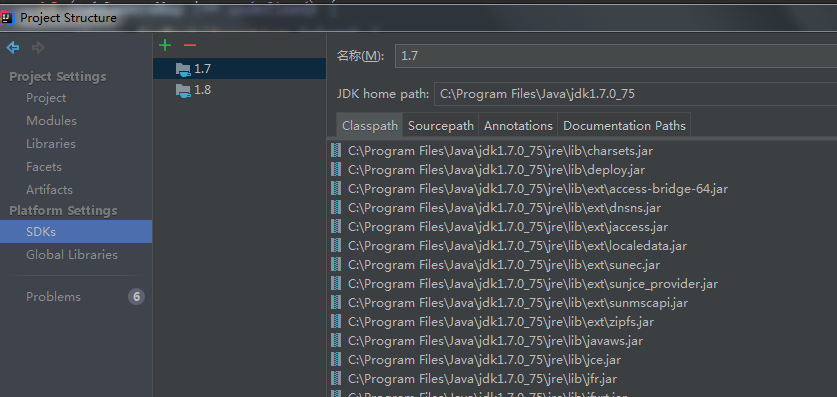 Project Structure
Project Settings
Project
Modules
Libraries
Facets
Artifacts
Platform Settings
SDKs
Global Libraries
Problems 6
1.7
1.8
名称(M): 1.7
JDK home path: C:\Program Files\Java\jdk1.7.0_75
Classpath Sourcepath Annotations Documentation Paths
C:\Program Files\Java\jdk1.7.0_75\jre\lib\charsets.jar
C:\Program Files\Java\jdk1.7.0_75\jre\lib\deploy.jar
C:\Program Files\Java\jdk1.7.0_75\jre\lib\ext\access-bridge-64.jar
C:\Program Files\Java\jdk1.7.0_75\jre\lib\ext\dnsns.jar
C:\Program Files\Java\jdk1.7.0_75\jre\lib\ext\jaccess.jar
C:\Program Files\Java\jdk1.7.0_75\jre\lib\ext\localedata.jar
C:\Program Files\Java\jdk1.7.0_75\jre\lib\ext\sunec.jar
C:\Program Files\Java\jdk1.7.0_75\jre\lib\ext\sunjce_provider.jar
C:\Program Files\Java\jdk1.7.0_75\jre\lib\ext\sunmscapi.jar
C:\Program Files\Java\jdk1.7.0_75\jre\lib\ext\zipfs.jar
C:\Program Files\Java\jdk1.7.0_75\jre\lib\javaws.jar
C:\Program Files\Java\jdk1.7.0_75\jre\lib\jce.jar
C:\Program Files\Java\jdk1.7.0_75\jre\lib\jfr.jar